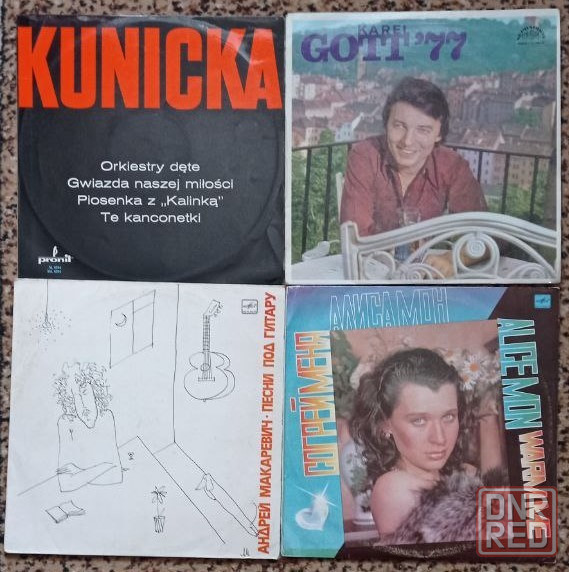 KUNICKA
Orkiestry dęte
Gwiazda naszej miłości
Piosenka z „Kalinką"
Te kanconetki
pronit
KAREL
GOTT '77
АНДРЕЙ МАКАРЕВИЧ · ПЕСНИ ПОД ГИТАРУ
АЛИСА МОН
СОГРЕЙ МЕНЯ
ALICE MON WARM ME
DNR
RED